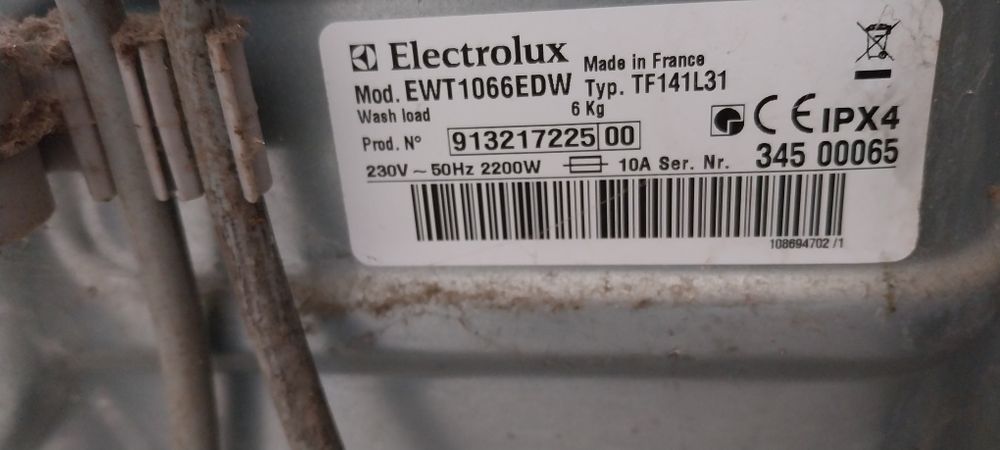 Electrolux Made in France
Mod. EWT1066EDW Typ. TF141L31
Wash load 6 Kg
Prod. N° 913217225 00
IPX4
230V ~ 50Hz 2200W 10A Ser. Nr. 345 00065
108694702 /1